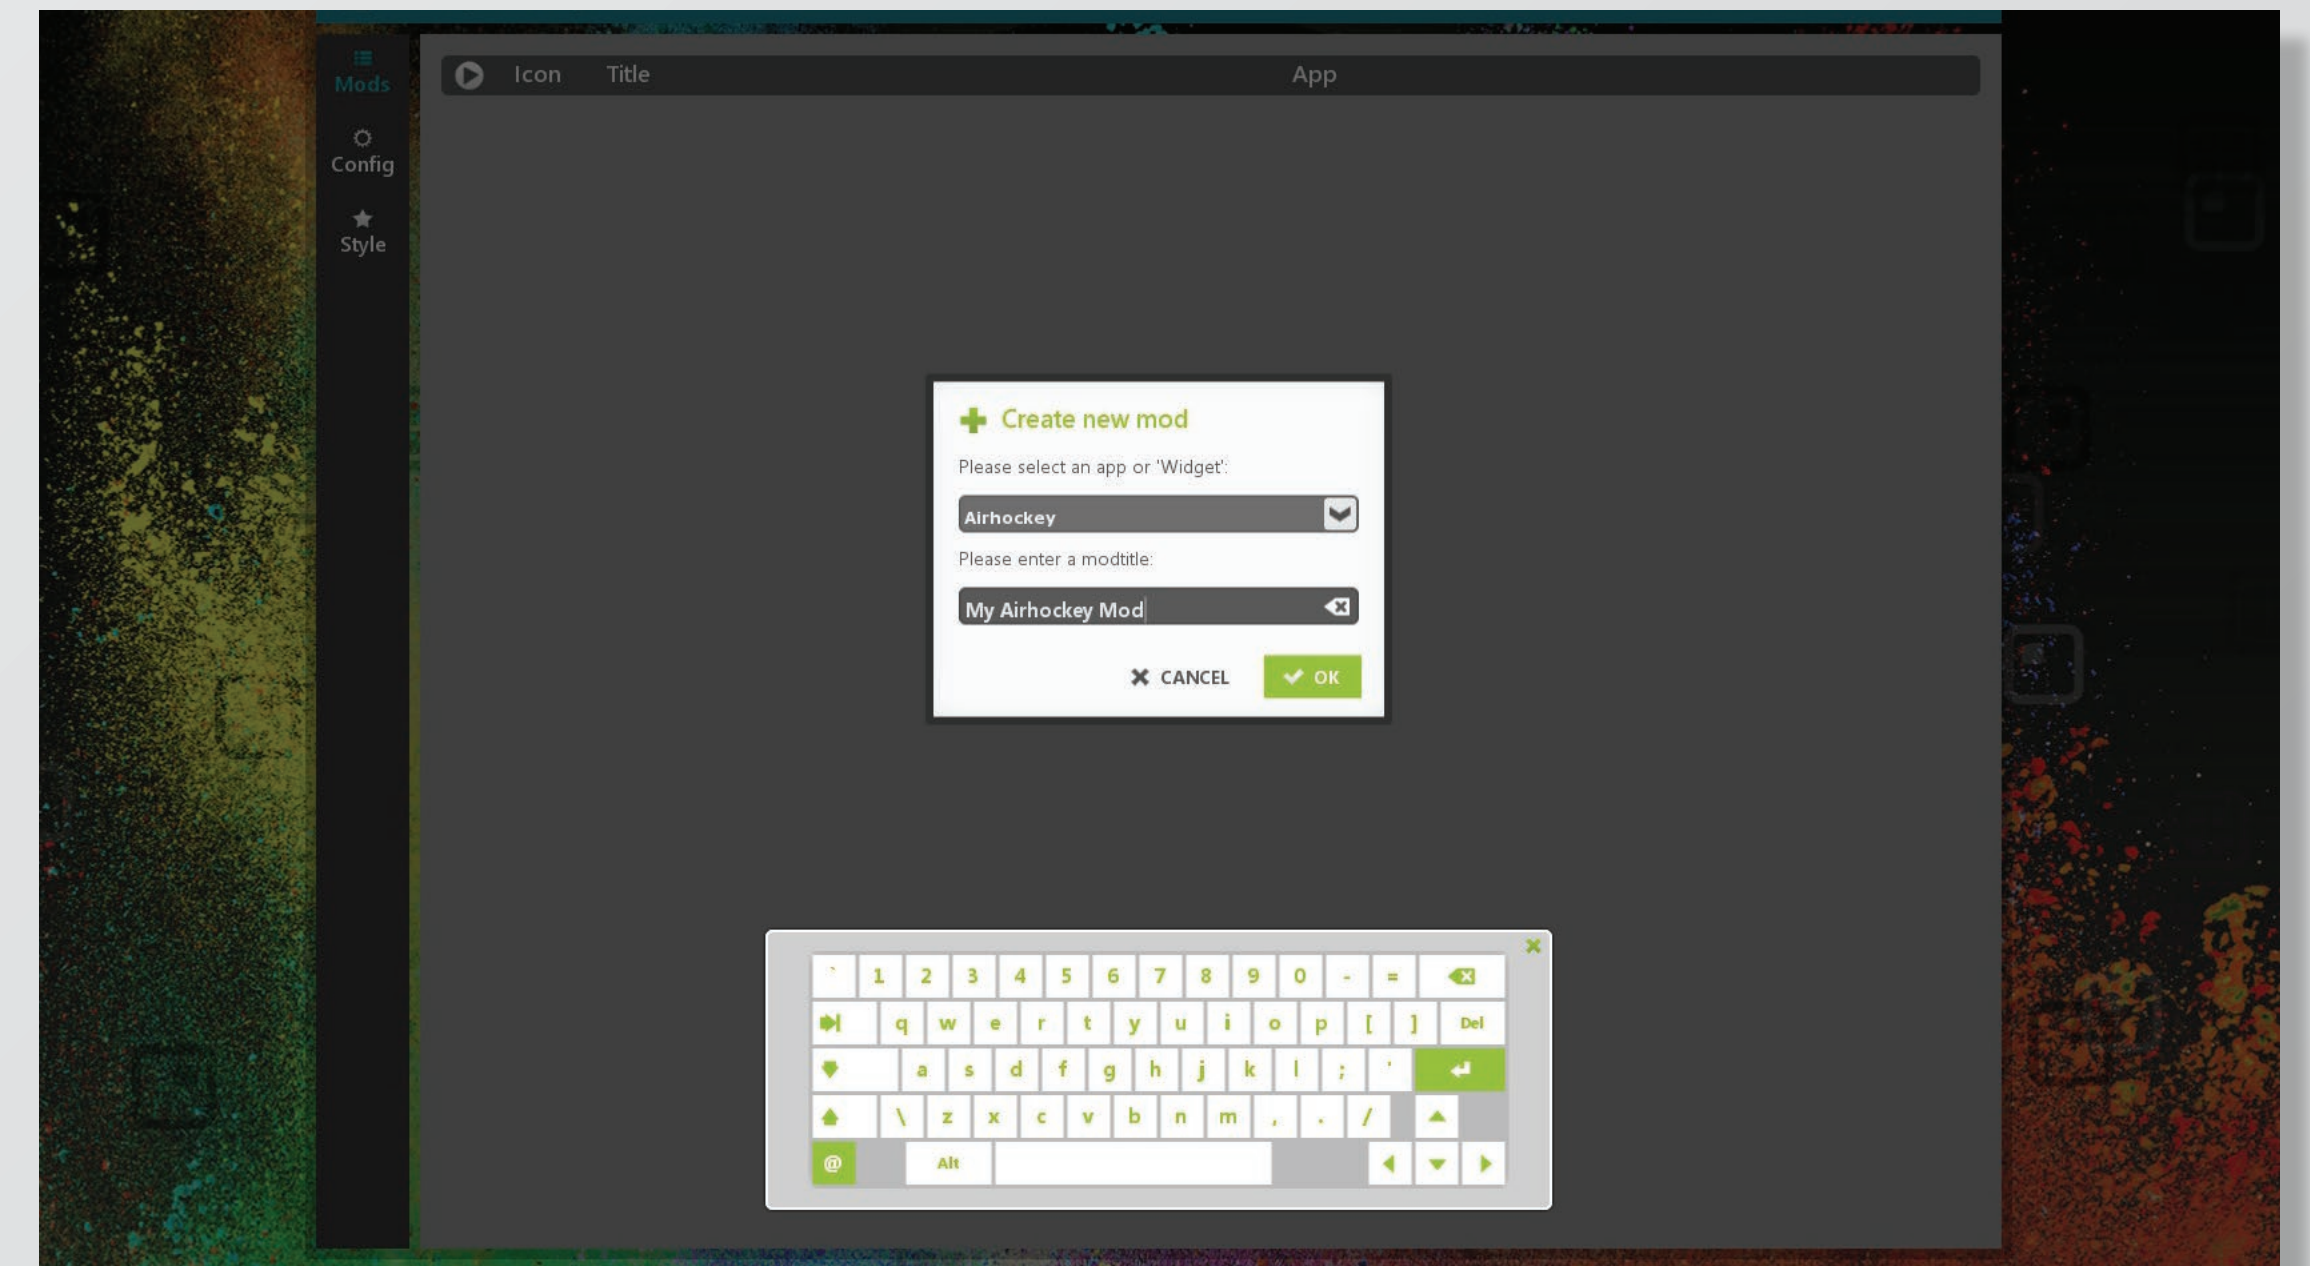 Mods
Config
Style
Icon Title App
Create new mod
Please select an app or 'Widget':
Airhockey
Please enter a modtitle:
My Airhockey Mod
CANCEL OK
` 1 2 3 4 5 6 7 8 9 0 - =
q w e r t y u i o p [ ] Del
a s d f g h j k l ; '
\ z x c v b n m , . /
@ Alt